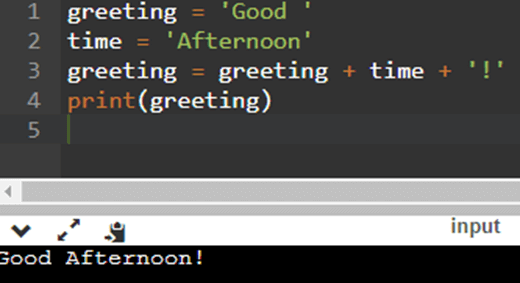 1 greeting = 'Good '
2 time = 'Afternoon'
3 greeting = greeting + time + '!'
4 print(greeting)
5
input
Good Afternoon!